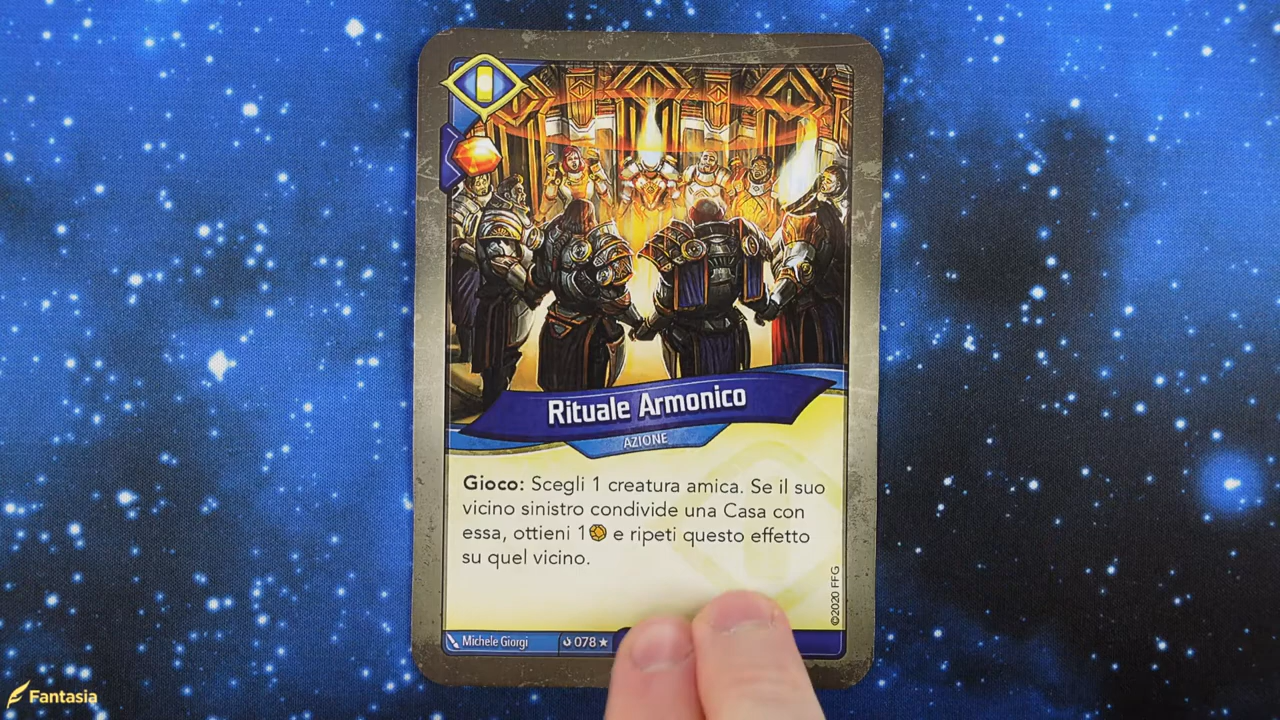 Rituale Armonico
AZIONE
Gioco: Scegli 1 creatura amica. Se il suo
vicino sinistro condivide una Casa con
essa, ottieni 1 e ripeti questo effetto
su quel vicino.
©2020 FFG
Michele Giorgi
078
Fantasia